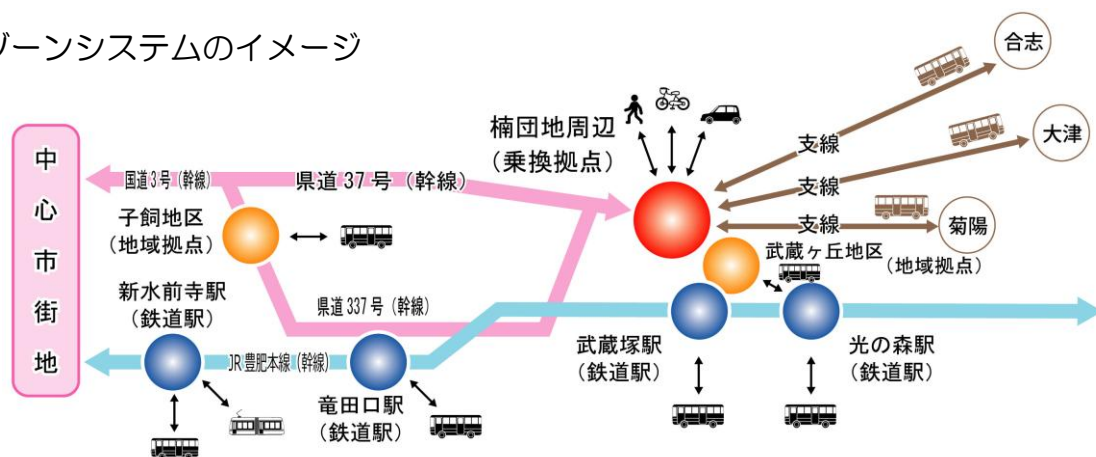 ゾーンシステムのイメージ
中心市街地
国道3号(幹線)
県道37号(幹線)
楠団地周辺
(乗換拠点)
合志
大津
菊陽
支線
支線
支線
子飼地区
(地域拠点)
武蔵ヶ丘地区
(地域拠点)
新水前寺駅
(鉄道駅)
県道337号(幹線)
JR豊肥本線(幹線)
竜田口駅
(鉄道駅)
武蔵塚駅
(鉄道駅)
光の森駅
(鉄道駅)